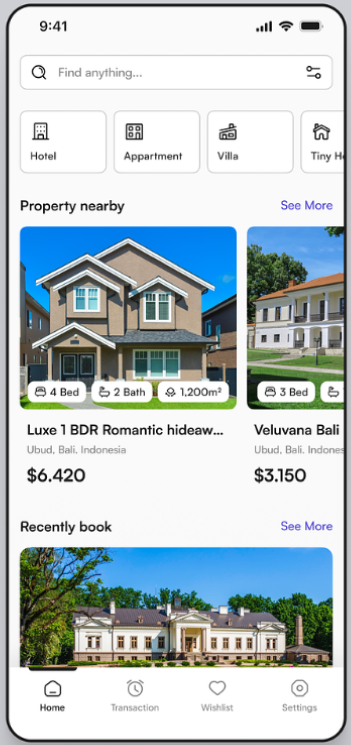 9:41
Find anything...
Hotel
Appartment
Villa
Tiny H
Property nearby
See More
4 Bed
2 Bath
1,200m²
3 Bed
Luxe 1 BDR Romantic hideaw...
Veluvana Bali
Ubud, Bali. Indonesia
Ubud, Bali. Indones
$6.420
$3.150
Recently book
See More
Home
Transaction
Wishlist
Settings